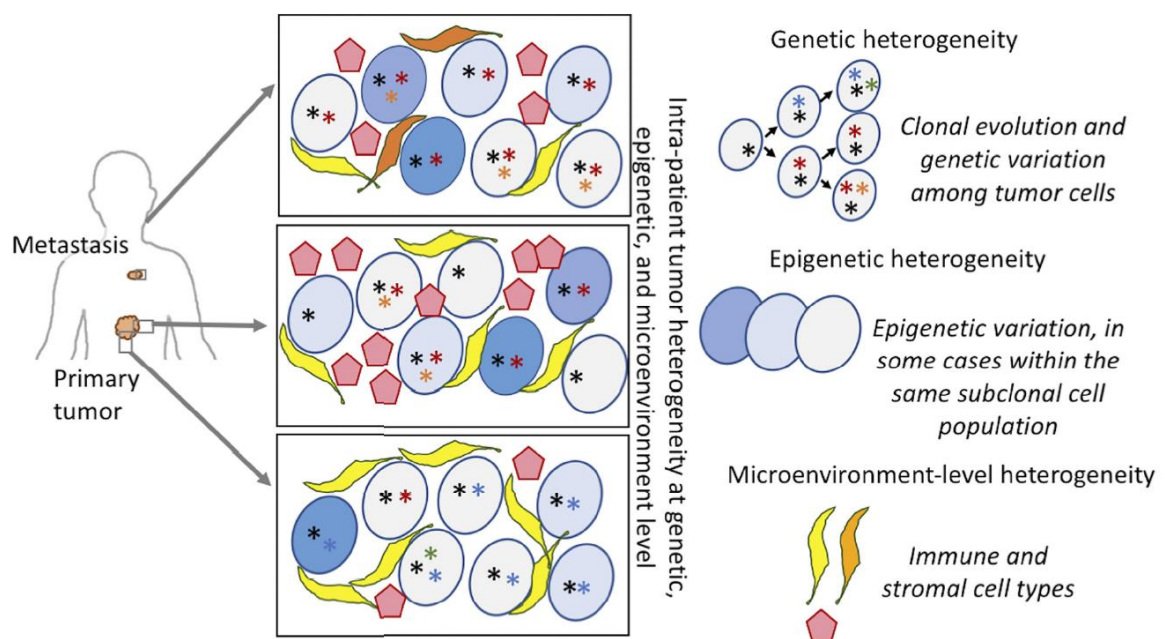 Metastasis
Primary
tumor
Intra-patient tumor heterogeneity at genetic,
epigenetic, and microenvironment level
Genetic heterogeneity
Clonal evolution and
genetic variation
among tumor cells
Epigenetic heterogeneity
Epigenetic variation, in
some cases within the
same subclonal cell
population
Microenvironment-level heterogeneity
Immune and
stromal cell types